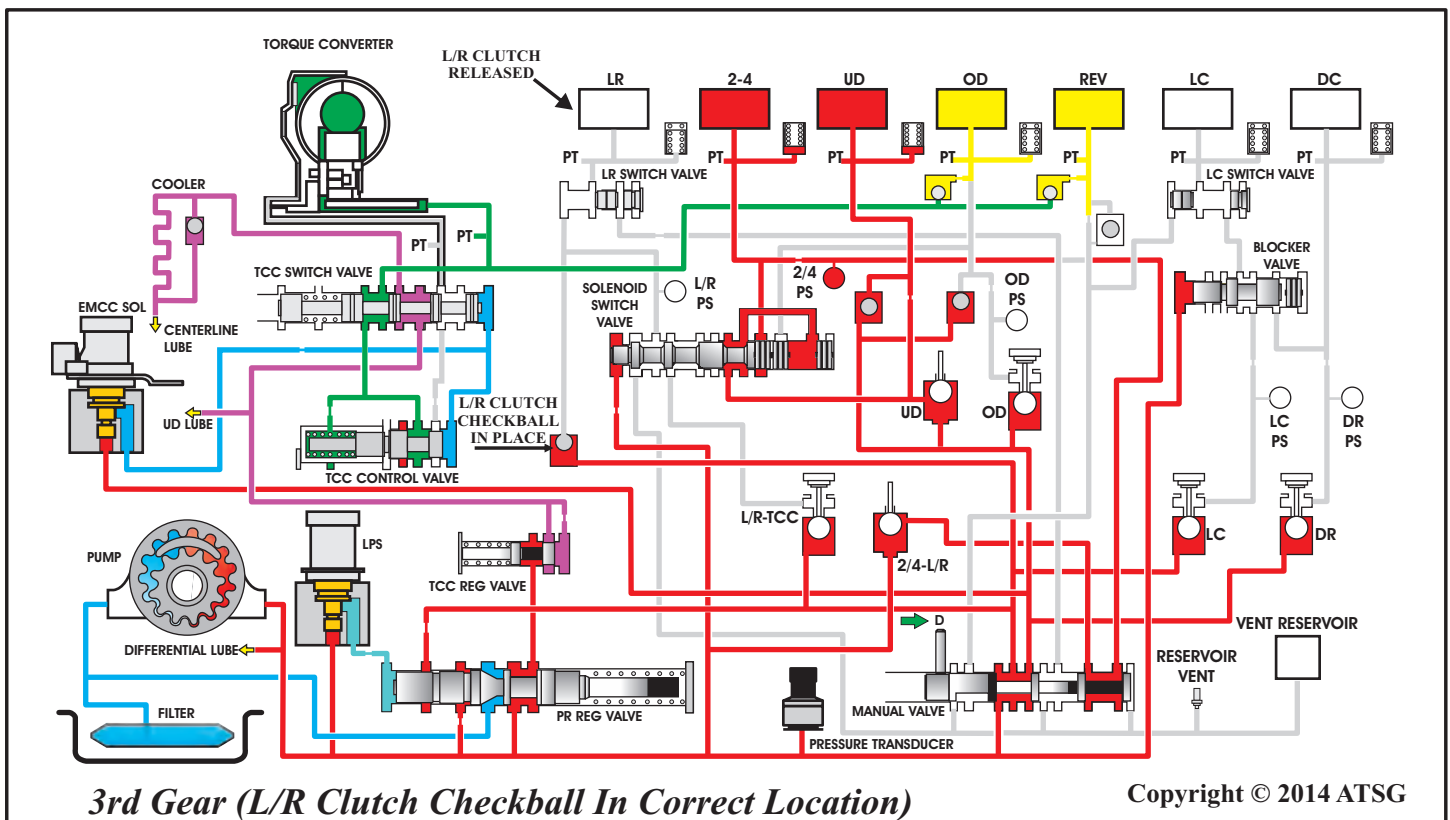 TORQUE CONVERTER
L/R CLUTCH
RELEASED
LR
2-4
UD
OD
REV
LC
DC
PT
PT
PT
PT
PT
PT
PT
LR SWITCH VALVE
LC SWITCH VALVE
COOLER
PT
PT
TCC SWITCH VALVE
EMCC SOL
CENTERLINE
LUBE
SOLENOID
SWITCH
VALVE
L/R
PS
2/4
PS
OD
PS
BLOCKER
VALVE
UD LUBE
L/R CLUTCH
CHECKBALL
IN PLACE
TCC CONTROL VALVE
UD
OD
LC
PS
DR
PS
L/R-TCC
2/4-L/R
LC
DR
PUMP
LPS
TCC REG VALVE
DIFFERENTIAL LUBE
D
VENT RESERVOIR
RESERVOIR
VENT
FILTER
PR REG VALVE
MANUAL VALVE
PRESSURE TRANSDUCER
3rd Gear (L/R Clutch Checkball In Correct Location)
Copyright © 2014 ATSG